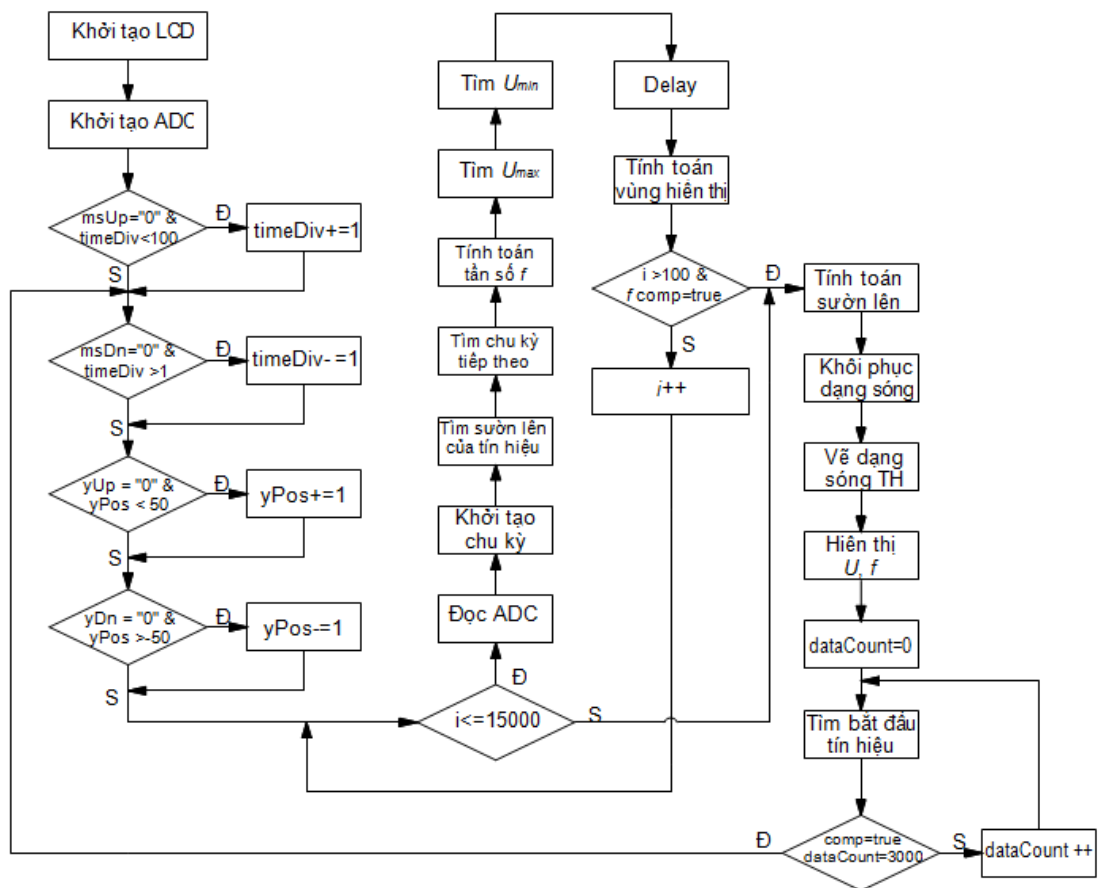 Khởi tạo LCD
Khởi tạo ADC
msUp="0" &
timeDiv<100
Đ
timeDiv+=1
S
msDn="0" &
timeDiv >1
Đ
timeDiv- =1
S
yUp = "0" &
yPos < 50
Đ
yPos+=1
S
yDn = "0" &
yPos >-50
Đ
yPos-=1
S
i<=15000
Đ
S
Đọc ADC
Khởi tạo
chu kỳ
Tìm sườn lên
của tín hiệu
Tìm chu kỳ
tiếp theo
Tính toán
tần số f
Tìm Umax
Tìm Umin
Delay
Tính toán
vùng hiển thị
i >100 &
f comp=true
Đ
S
i++
Tính toán
sườn lên
Khôi phục
dạng sóng
Vẽ dạng
sóng TH
Hiển thị
U, f
dataCount=0
Tìm bắt đầu
tín hiệu
comp=true
dataCount=3000
Đ
S
dataCount ++